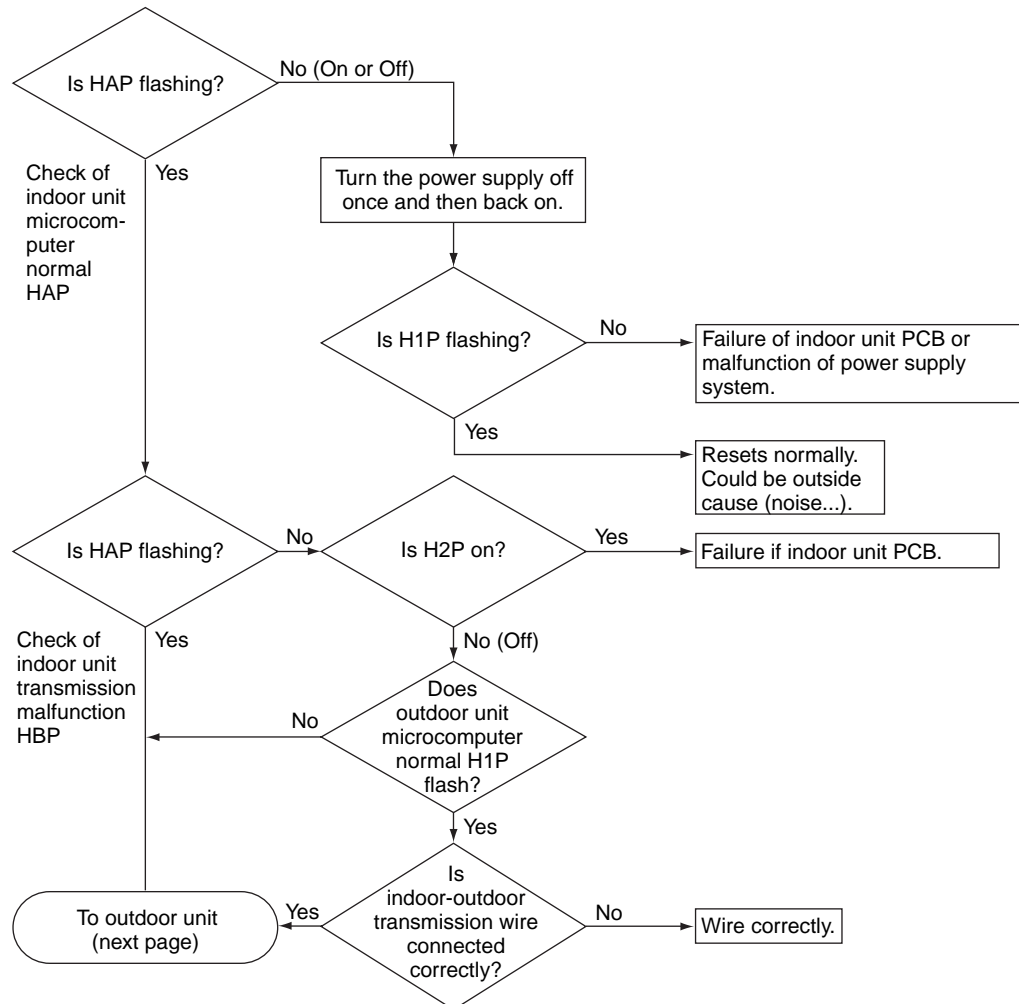 Is HAP flashing?
No (On or Off)
Check of
indoor unit
microcom-
puter
normal
HAP
Yes
Turn the power supply off
once and then back on.
Is H1P flashing?
No
Failure of indoor unit PCB or
malfunction of power supply
system.
Yes
Resets normally.
Could be outside
cause (noise...).
Is HAP flashing?
No
Is H2P on?
Yes
Failure if indoor unit PCB.
Check of
indoor unit
transmission
malfunction
HBP
Yes
No (Off)
Does
outdoor unit
microcomputer
normal H1P
flash?
No
Yes
Is
indoor-outdoor
transmission wire
connected
correctly?
Yes
To outdoor unit
(next page)
No
Wire correctly.